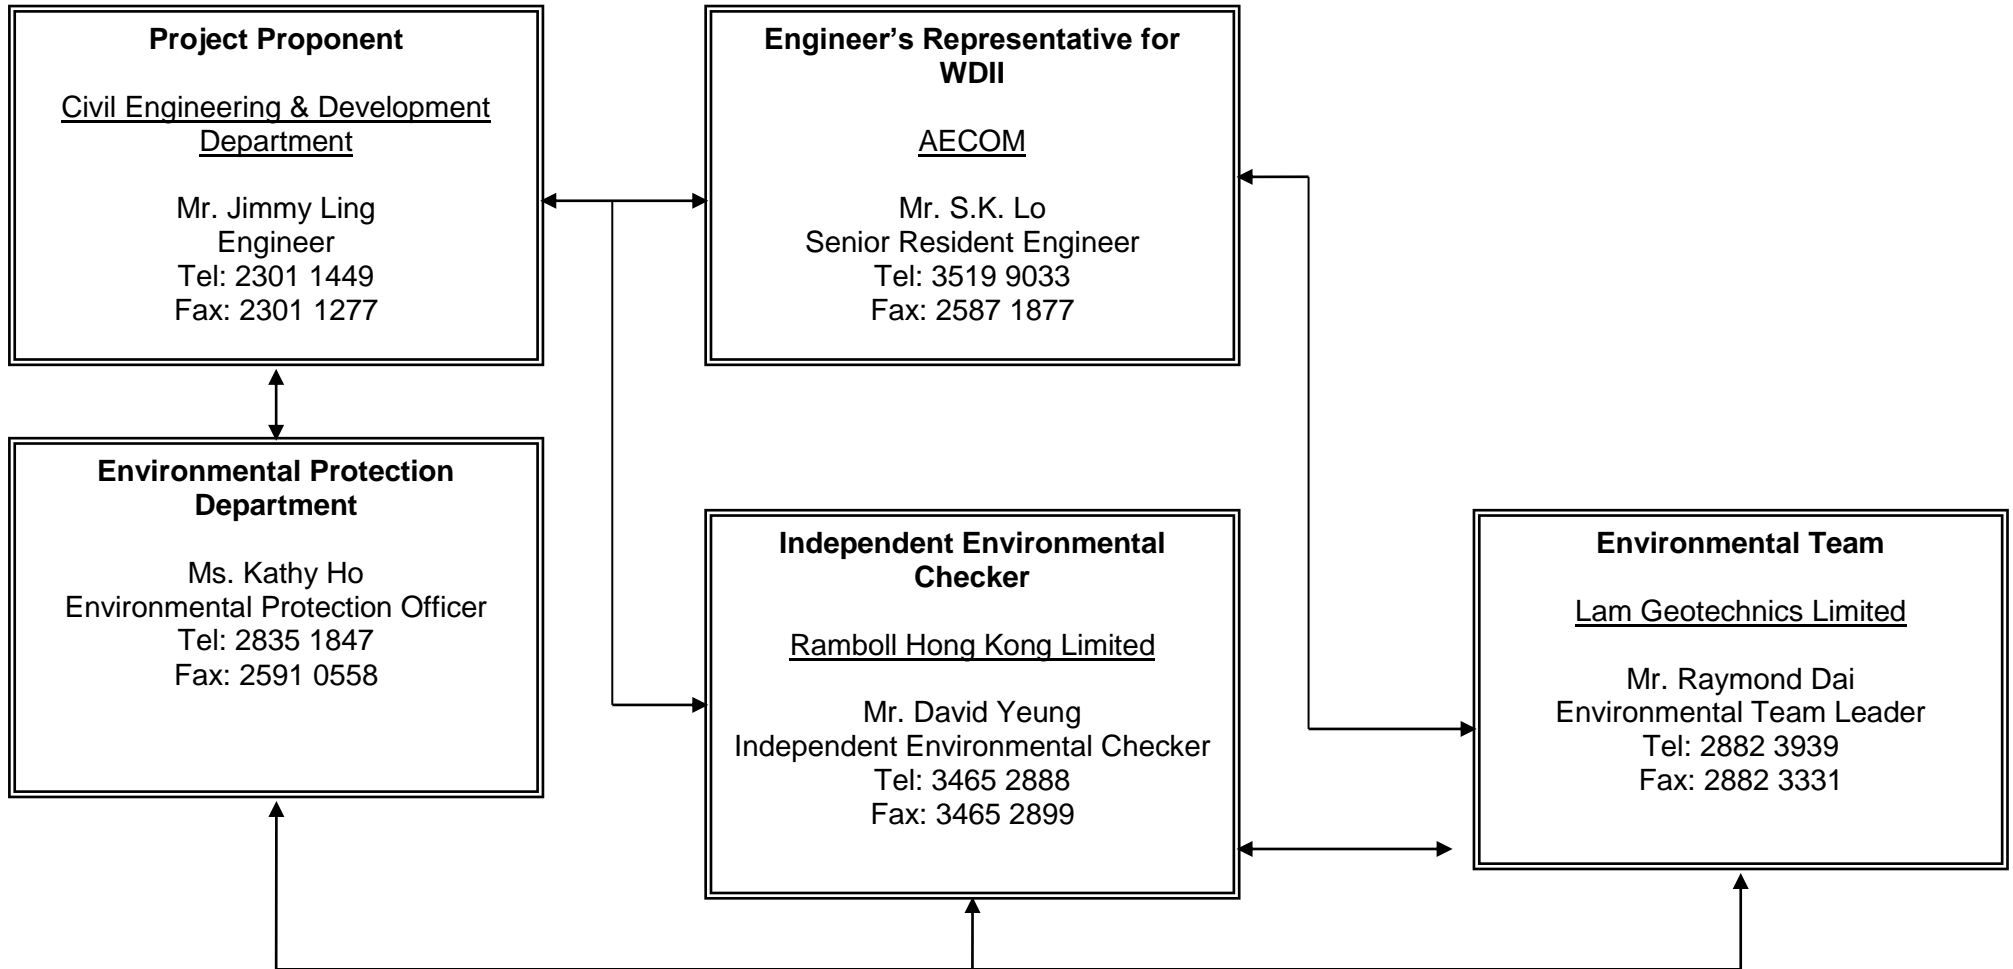 Project Proponent
Civil Engineering & Development
Department
Mr. Jimmy Ling
Engineer
Tel: 2301 1449
Fax: 2301 1277
Engineer’s Representative for
WDII
AECOM
Mr. S.K. Lo
Senior Resident Engineer
Tel: 3519 9033
Fax: 2587 1877
Environmental Protection
Department
Ms. Kathy Ho
Environmental Protection Officer
Tel: 2835 1847
Fax: 2591 0558
Independent Environmental
Checker
Ramboll Hong Kong Limited
Mr. David Yeung
Independent Environmental Checker
Tel: 3465 2888
Fax: 3465 2899
Environmental Team
Lam Geotechnics Limited
Mr. Raymond Dai
Environmental Team Leader
Tel: 2882 3939
Fax: 2882 3331